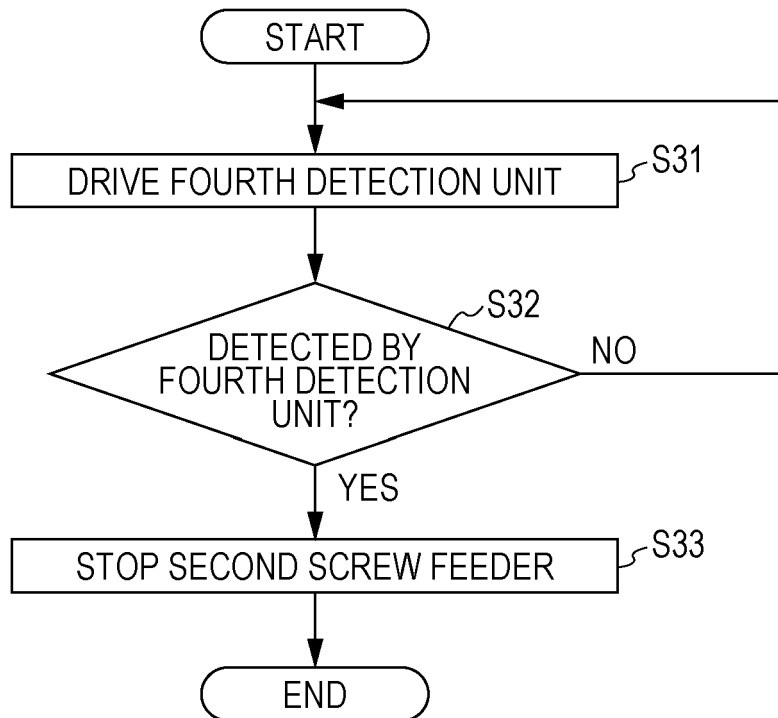 START
DRIVE FOURTH DETECTION UNIT
S31
S32
DETECTED BY
FOURTH DETECTION
UNIT?
NO
YES
STOP SECOND SCREW FEEDER
S33
END